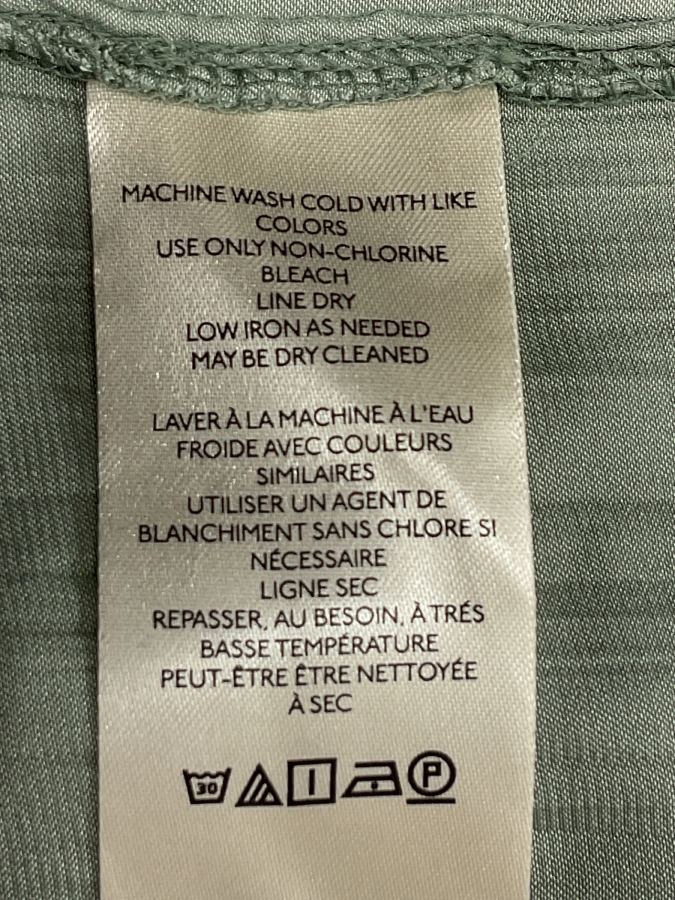 MACHINE WASH COLD WITH LIKE
COLORS
USE ONLY NON-CHLORINE
BLEACH
LINE DRY
LOW IRON AS NEEDED
MAY BE DRY CLEANED
LAVER À LA MACHINE À L'EAU
FROIDE AVEC COULEURS
SIMILAIRES
UTILISER UN AGENT DE
BLANCHIMENT SANS CHLORE SI
NÉCESSAIRE
LIGNE SEC
REPASSER, AU BESOIN, À TRÉS
BASSE TEMPÉRATURE
PEUT-ÊTRE ÊTRE NETTOYÉE
À SEC
30 P